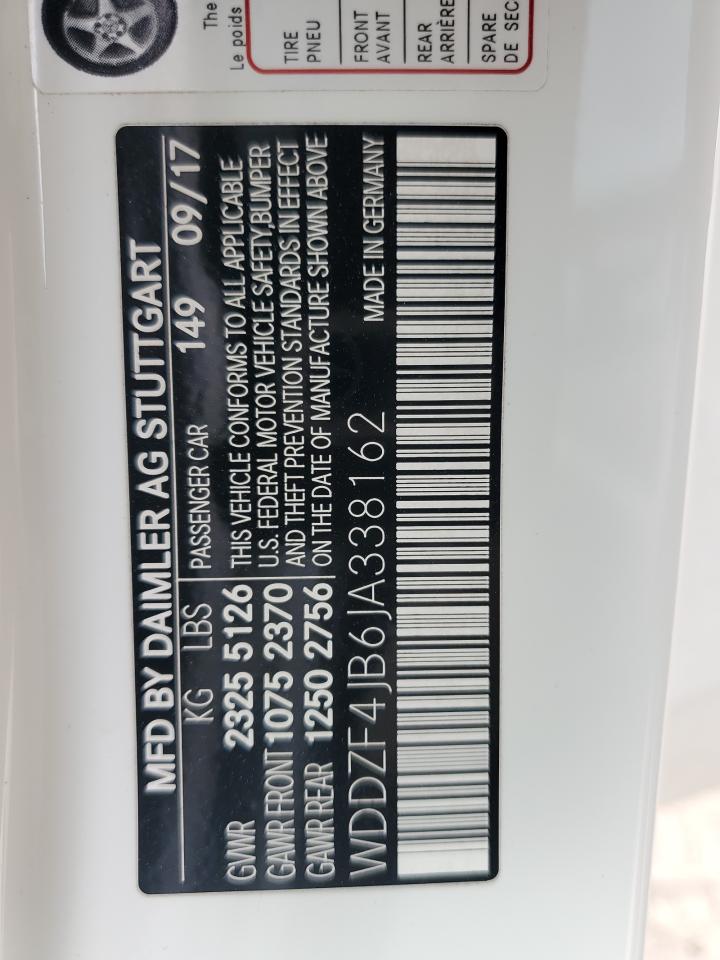 The
Le poids
TIRE
PNEU
FRONT
AVANT
REAR
ARRIÈRE
SPARE
DE SEC
MFD BY DAIMLER AG STUTTGART
KG LBS PASSENGER CAR 149 09/17
GVWR 2325 5126
GAWR FRONT 1075 2370
GAWR REAR 1250 2756
THIS VEHICLE CONFORMS TO ALL APPLICABLE
U.S. FEDERAL MOTOR VEHICLE SAFETY,BUMPER
AND THEFT PREVENTION STANDARDS IN EFFECT
ON THE DATE OF MANUFACTURE SHOWN ABOVE
WDDZF4JB6JA338162 MADE IN GERMANY